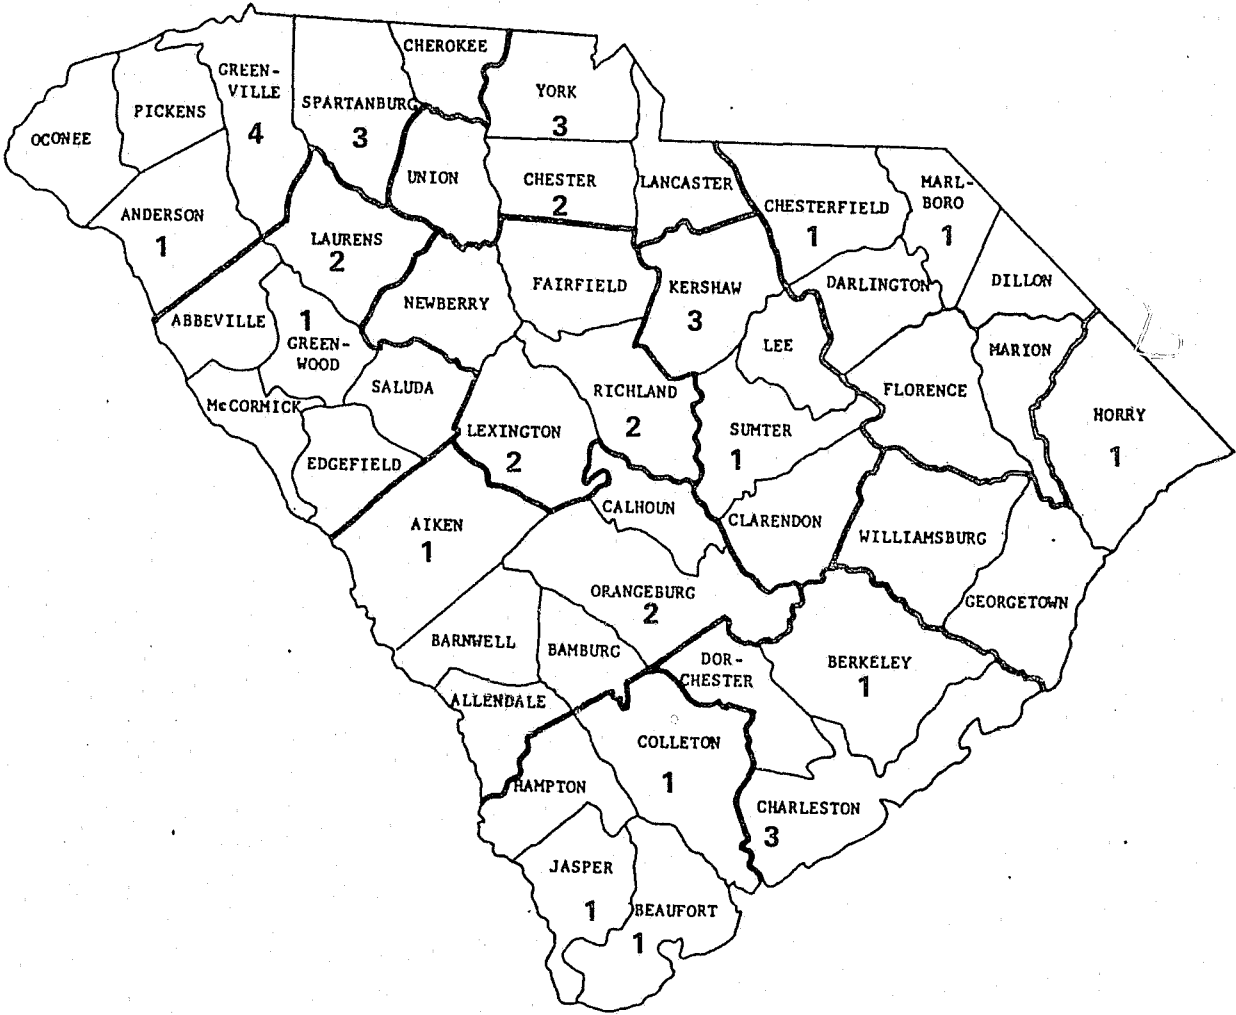 CHEROKEE
GREEN-
VILLE
4
SPARTANBURG
3
YORK
3
PICKENS
OCONEE
UNION
CHESTER
2
LANCASTER
MARL-
BORO
1
CHESTERFIELD
1
ANDERSON
1
LAURENS
2
FAIRFIELD
KERSHAW
3
DARLINGTON
DILLON
NEWBERRY
ABBEVILLE
1
GREEN-
WOOD
LEE
MARION
SALUDA
RICHLAND
2
FLORENCE
McCORMICK
HORRY
1
LEXINGTON
2
SUMTER
1
EDGEFIELD
CALHOUN
AIKEN
1
CLARENDON
WILLIAMSBURG
ORANGEBURG
2
GEORGETOWN
BARNWELL
BAMBURG
DOR-
CHESTER
BERKELEY
1
ALLENDALE
COLLETON
1
HAMPTON
CHARLESTON
3
JASPER
1
BEAUFORT
1